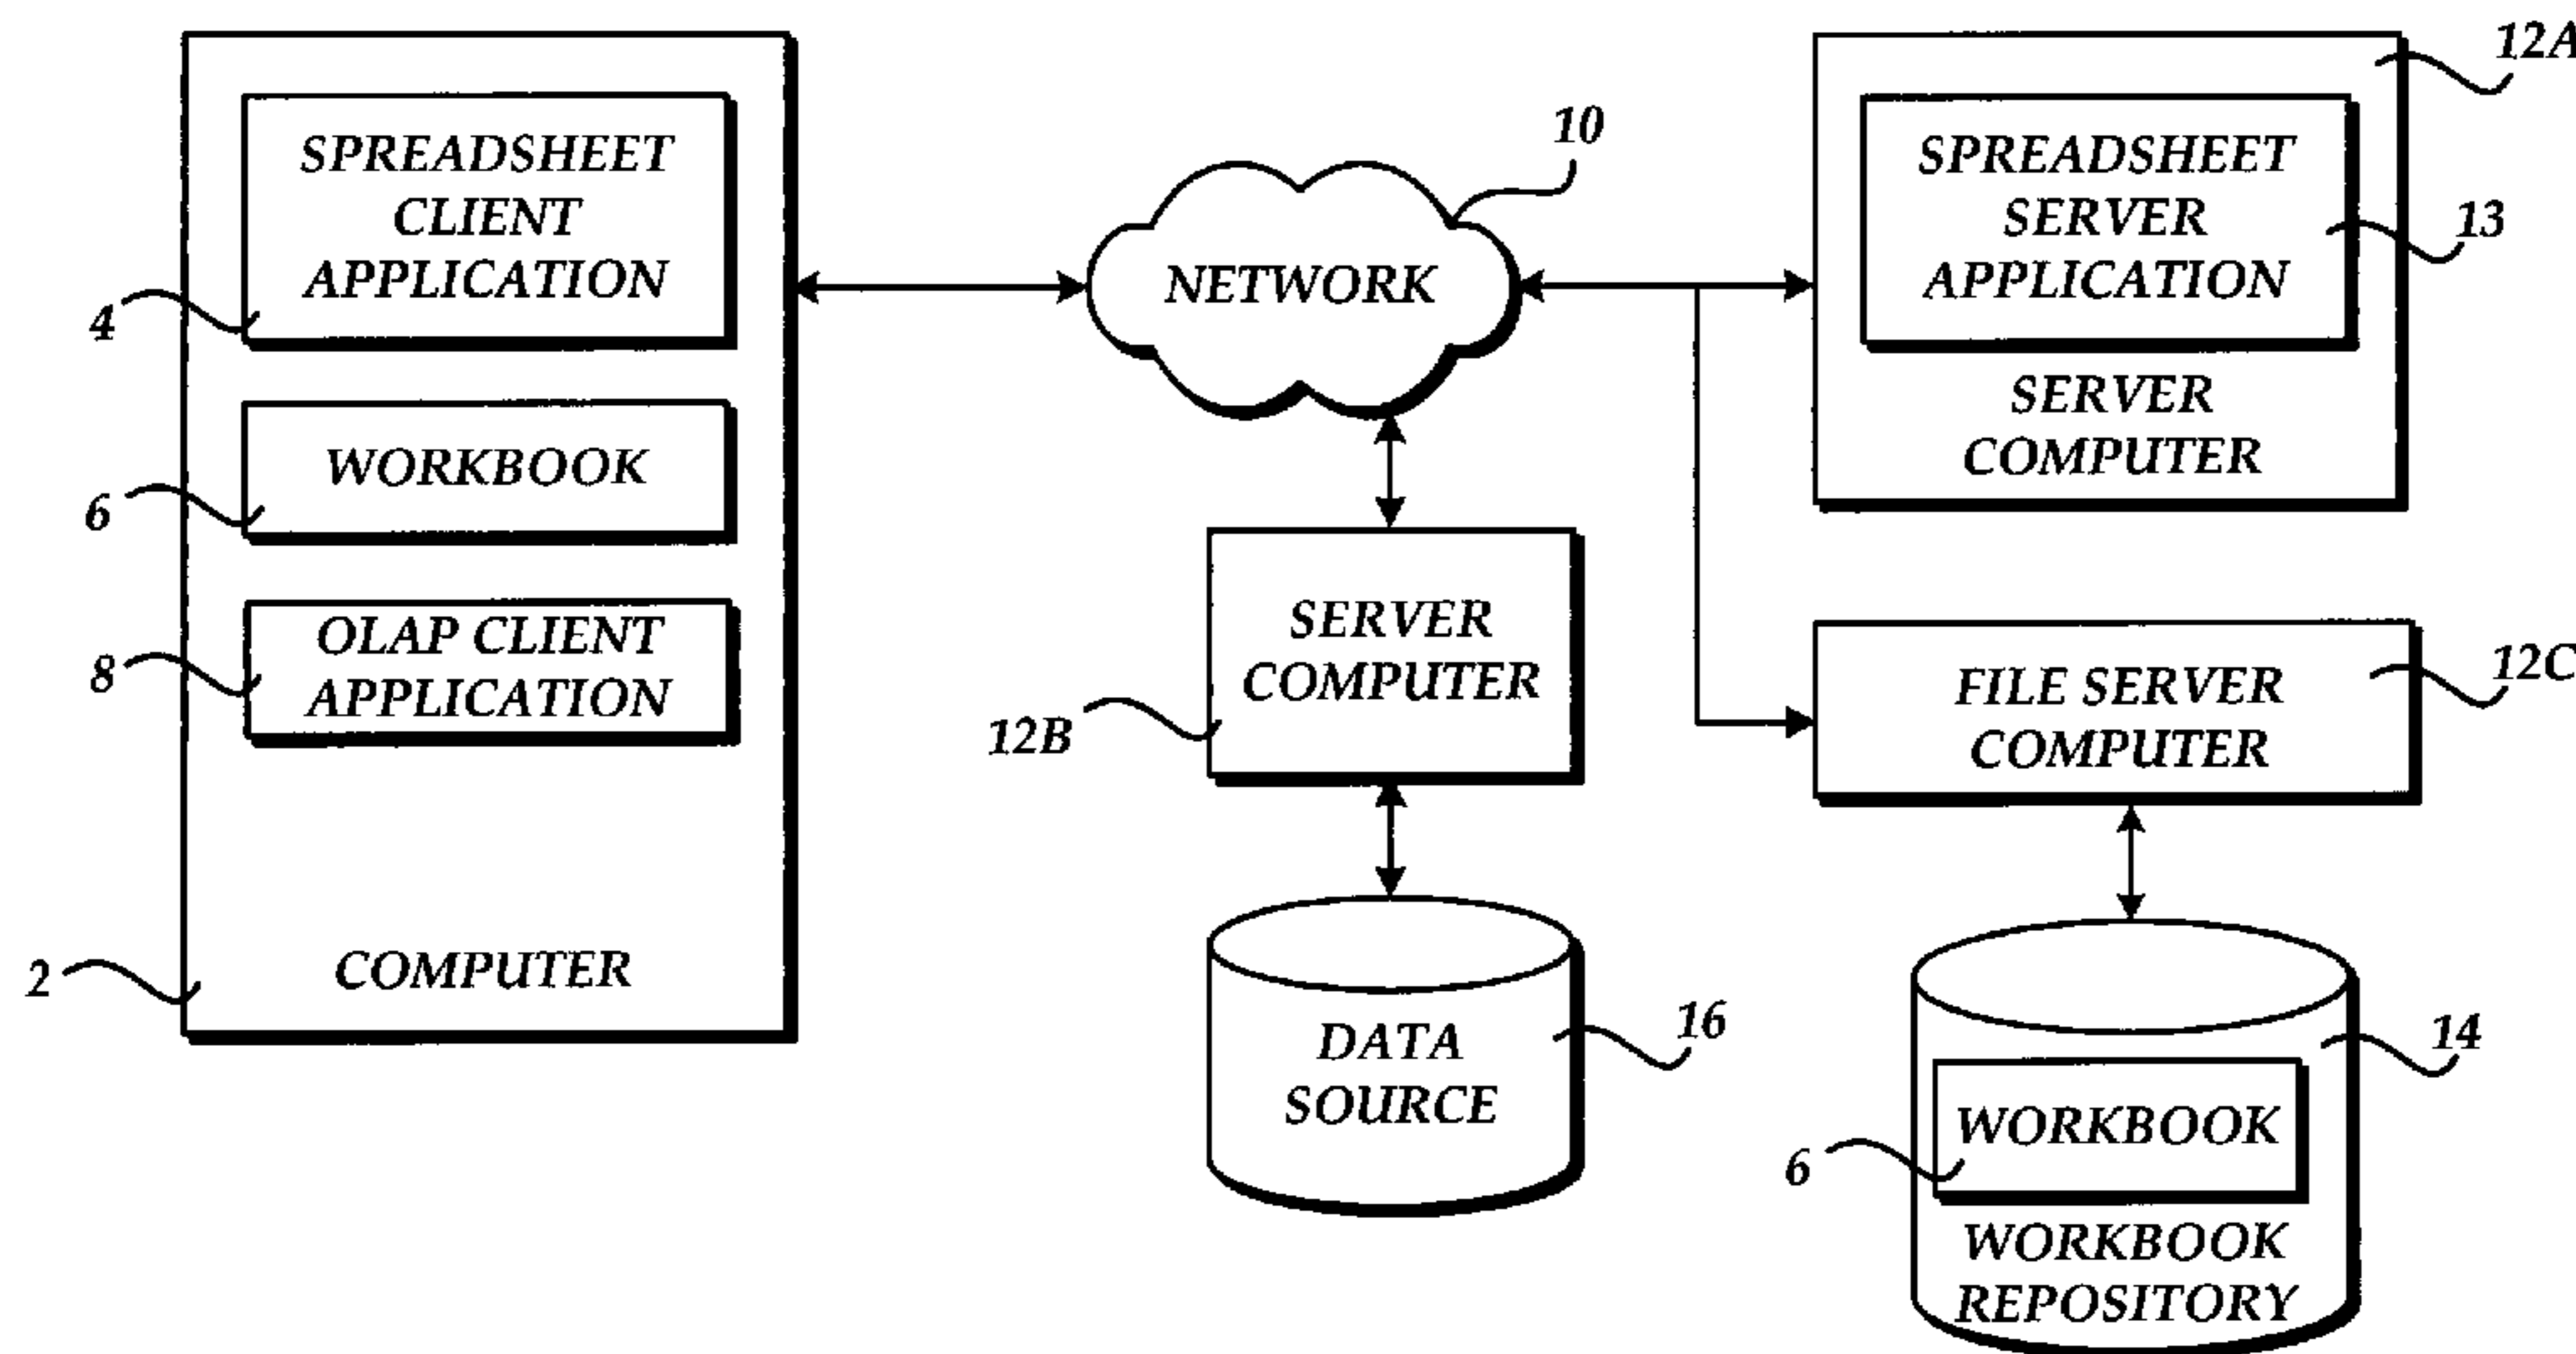 SPREADSHEET
CLIENT
APPLICATION
4
WORKBOOK
6
OLAP CLIENT
APPLICATION
8
COMPUTER
2
NETWORK
10
SERVER
COMPUTER
12B
DATA
SOURCE
16
12A
SPREADSHEET
SERVER
APPLICATION
13
SERVER
COMPUTER
FILE SERVER
COMPUTER
12C
14
WORKBOOK
6
WORKBOOK
REPOSITORY